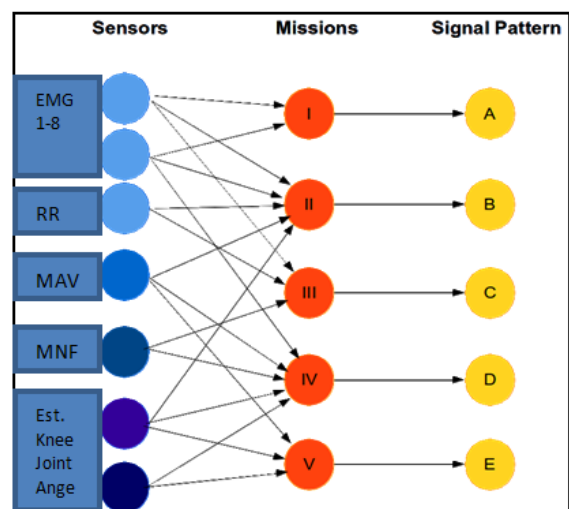 Sensors Missions Signal Pattern
EMG
1-8
RR
MAV
MNF
Est.
Knee
Joint
Ange
I
II
III
IV
V
A
B
C
D
E